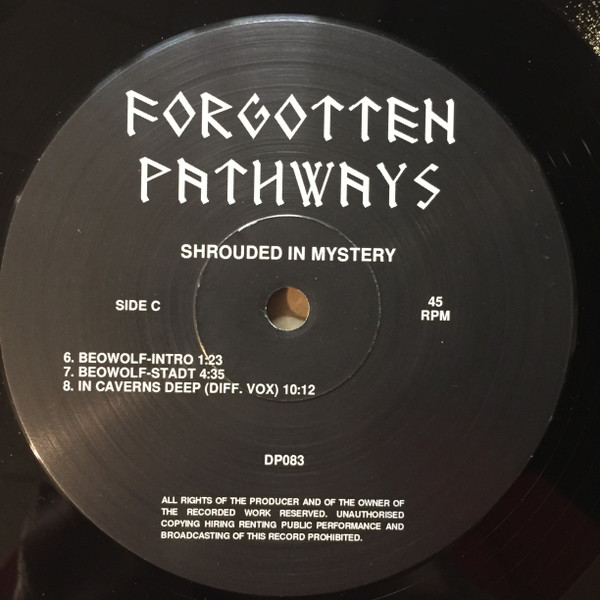 FORGOTTEN
PATHWAYS
SHROUDED IN MYSTERY
SIDE C
45
RPM
6. BEOWOLF-INTRO 1:23
7. BEOWOLF-STADT 4:35
8. IN CAVERNS DEEP (DIFF. VOX) 10:12
DP083
ALL RIGHTS OF THE PRODUCER AND OF THE OWNER OF
THE RECORDED WORK RESERVED. UNAUTHORISED
COPYING HIRING RENTING PUBLIC PERFORMANCE AND
BROADCASTING OF THIS RECORD PROHIBITED.